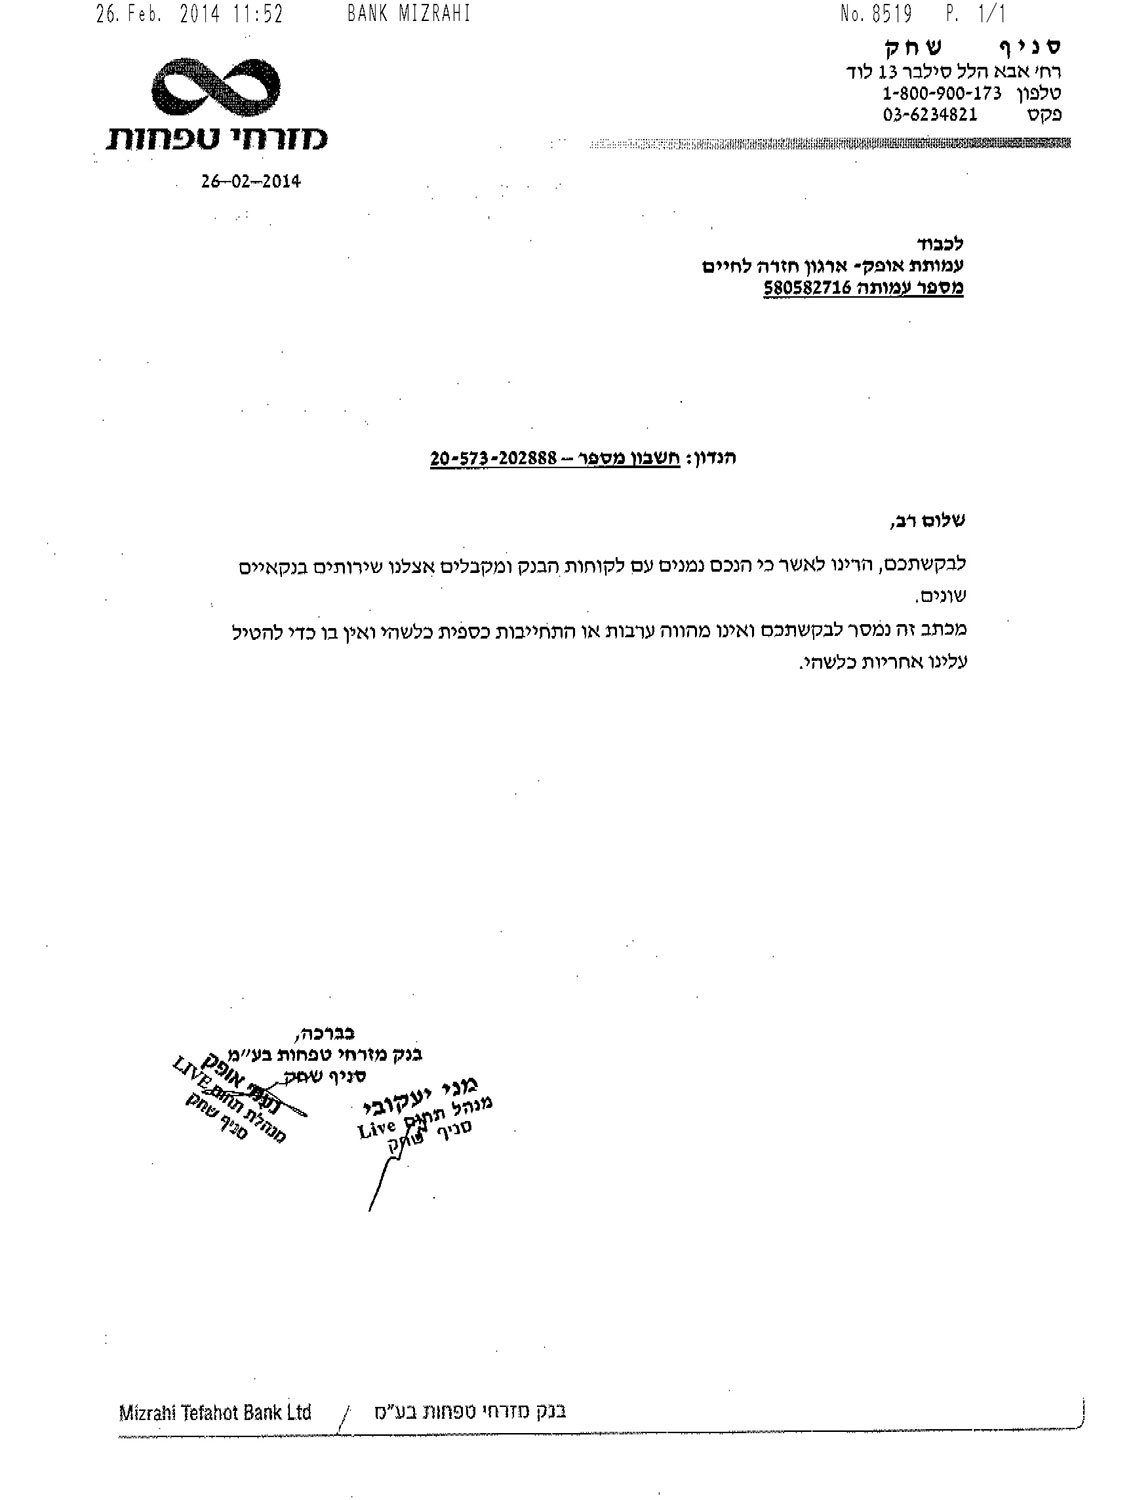 26. Feb. 2014 11:52 BANK MIZRAHI No. 8519 P. 1/1
סניף שחק
רח' אבא הלל סילבר 13 לוד
טלפון 1-800-900-173
פקס 03-6234821
מזרחי טפחות
26-02-2014
לכבוד
עמותת אופק- ארגון חזרה לחיים
מספר עמותה 580582716
הנדון: חשבון מספר – 20-573-202888
שלום רב,
לבקשתכם, הרינו לאשר כי הנכם נמנים עם לקוחות הבנק ומקבלים אצלנו שירותים בנקאיים
שונים.
מכתב זה נמסר לבקשתכם ואינו מהווה ערבות או התחייבות כספית כלשהי ואין בו כדי להטיל
עלינו אחריות כלשהי.
בברכה,
בנק מזרחי טפחות בע"מ
סניף שחק
אופק
מנהלת תחום LIVE
סניף שחק
מני יעקובי
מנהל תחום Live
סניף שחק
Mizrahi Tefahot Bank Ltd / בנק מזרחי טפחות בע"מ